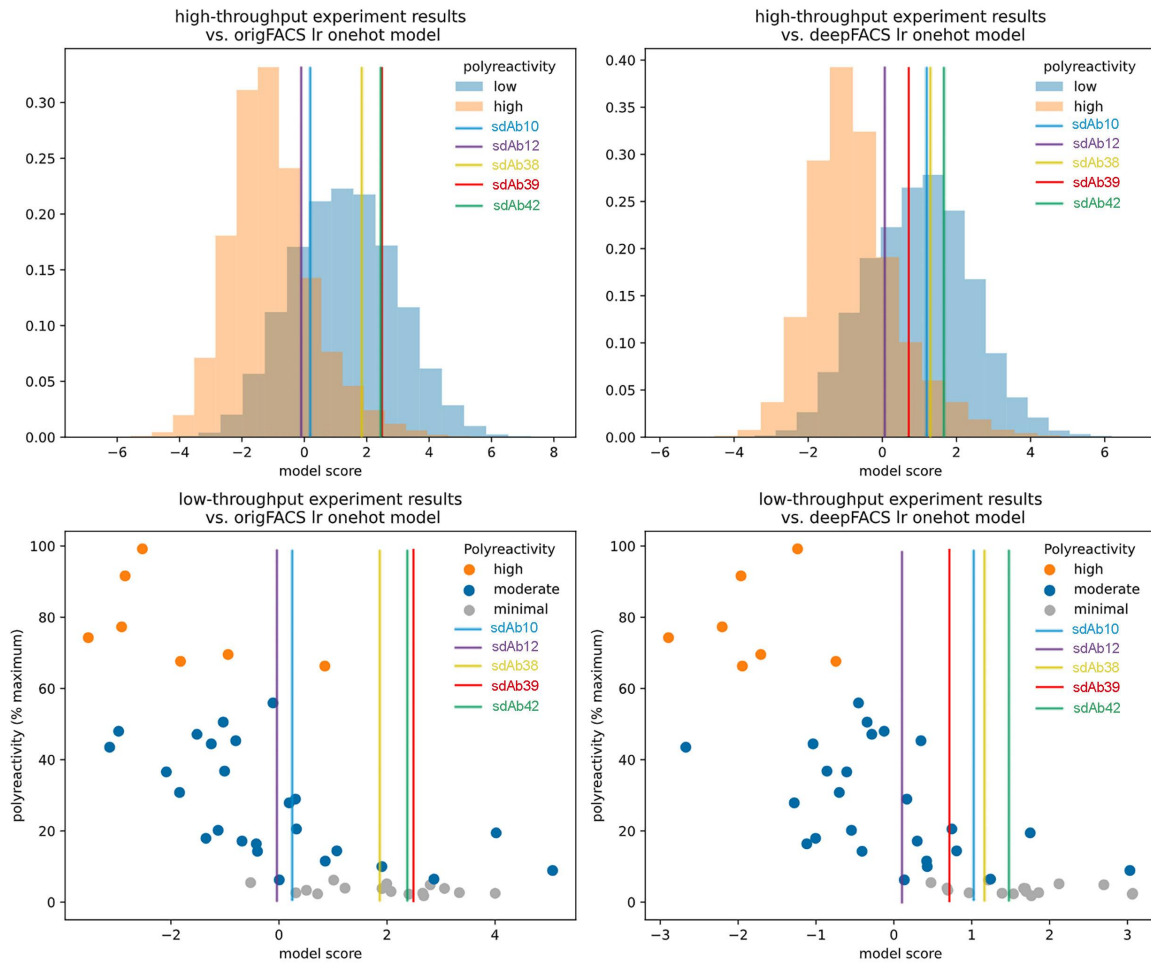 high-throughput experiment results
vs. origFACS lr onehot model
0.30
0.25
0.20
0.15
0.10
0.05
0.00
−6
−4
−2
0
2
4
6
8
model score
polyreactivity
low
high
sdAb10
sdAb12
sdAb38
sdAb39
sdAb42
high-throughput experiment results
vs. deepFACS lr onehot model
0.40
0.35
0.30
0.25
0.20
0.15
0.10
0.05
0.00
−6
−4
−2
0
2
4
6
model score
polyreactivity
low
high
sdAb10
sdAb12
sdAb38
sdAb39
sdAb42
low-throughput experiment results
vs. origFACS lr onehot model
polyreactivity (% maximum)
100
80
60
40
20
0
−2
0
2
4
model score
Polyreactivity
high
moderate
minimal
sdAb10
sdAb12
sdAb38
sdAb39
sdAb42
low-throughput experiment results
vs. deepFACS lr onehot model
polyreactivity (% maximum)
100
80
60
40
20
0
−3
−2
−1
0
1
2
3
model score
Polyreactivity
high
moderate
minimal
sdAb10
sdAb12
sdAb38
sdAb39
sdAb42